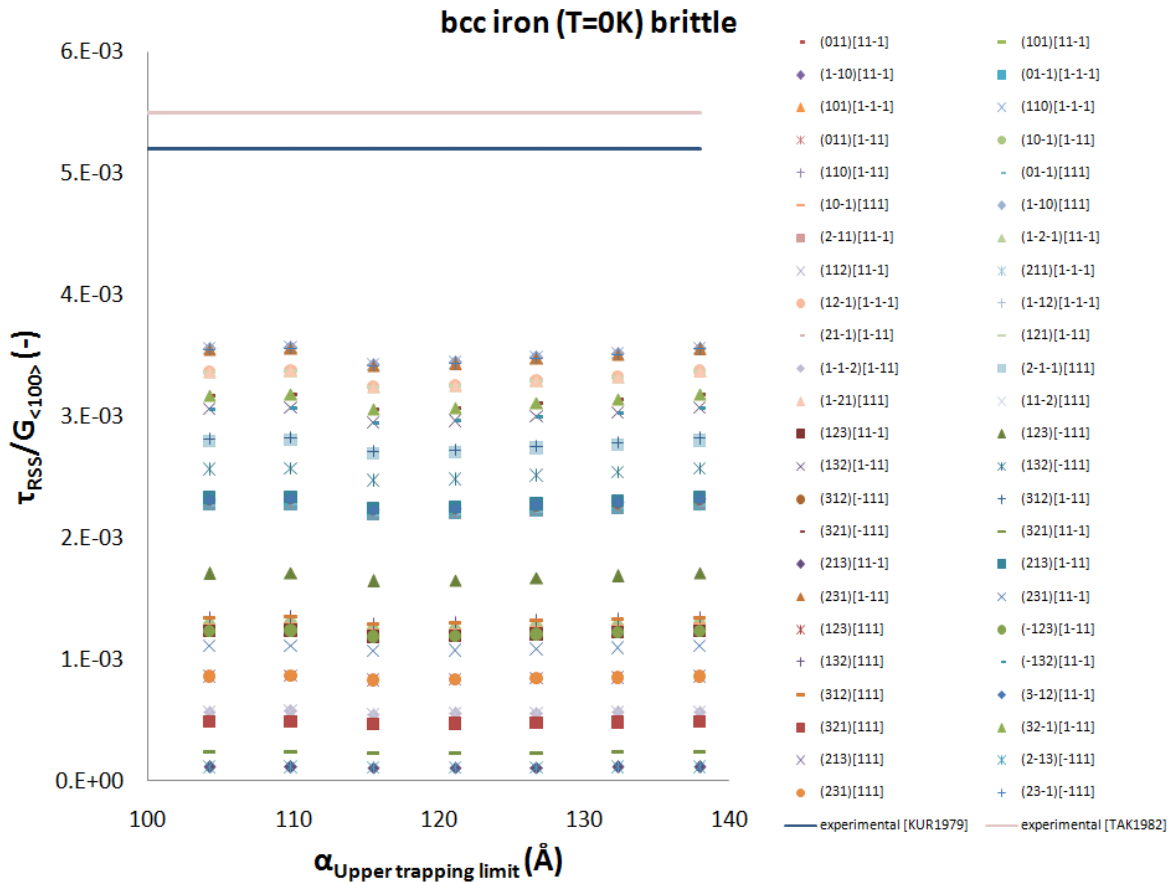 bcc iron (T=0K) brittle
6.E-03
5.E-03
4.E-03
3.E-03
2.E-03
1.E-03
0.E+00
τRSS/G<100> (-)
100 110 120 130 140
αUpper trapping limit (Å)
(011)[11-1] (101)[11-1]
(1-10)[11-1] (01-1)[1-1-1]
(101)[1-1-1] (110)[1-1-1]
(011)[1-11] (10-1)[1-11]
(110)[1-11] (01-1)[111]
(10-1)[111] (1-10)[111]
(2-11)[11-1] (1-2-1)[11-1]
(112)[11-1] (211)[1-1-1]
(12-1)[1-1-1] (1-12)[1-1-1]
(21-1)[1-11] (121)[1-11]
(1-1-2)[1-11] (2-1-1)[111]
(1-21)[111] (11-2)[111]
(123)[11-1] (123)[-111]
(132)[1-11] (132)[-111]
(312)[-111] (312)[1-11]
(321)[-111] (321)[11-1]
(213)[11-1] (213)[1-11]
(231)[1-11] (231)[11-1]
(123)[111] (-123)[1-11]
(132)[111] (-132)[11-1]
(312)[111] (3-12)[11-1]
(321)[111] (32-1)[1-11]
(213)[111] (2-13)[-111]
(231)[111] (23-1)[-111]
experimental [KUR1979] experimental [TAK1982]